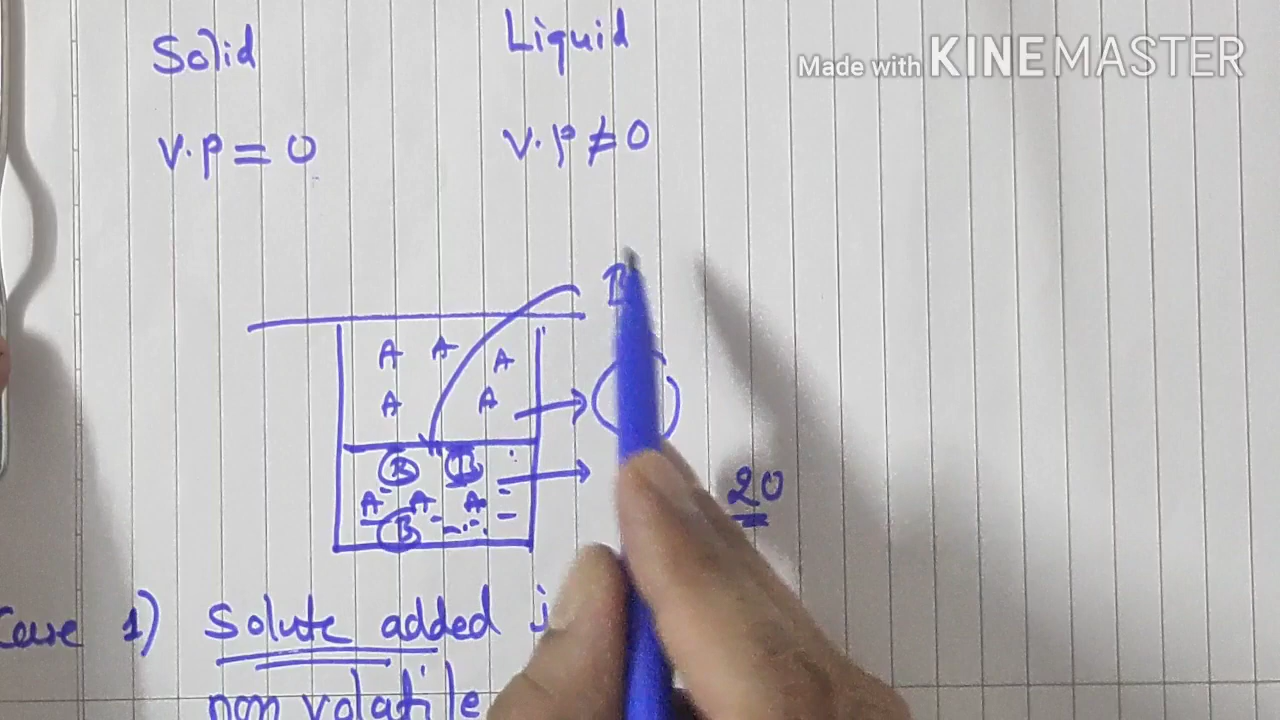 Made with KINEMASTER
Solid Liquid
V.P = 0 V.P ≠ 0
B
A A A
A A
B B
A A A
B
20
Case 1) Solute added
non volatile